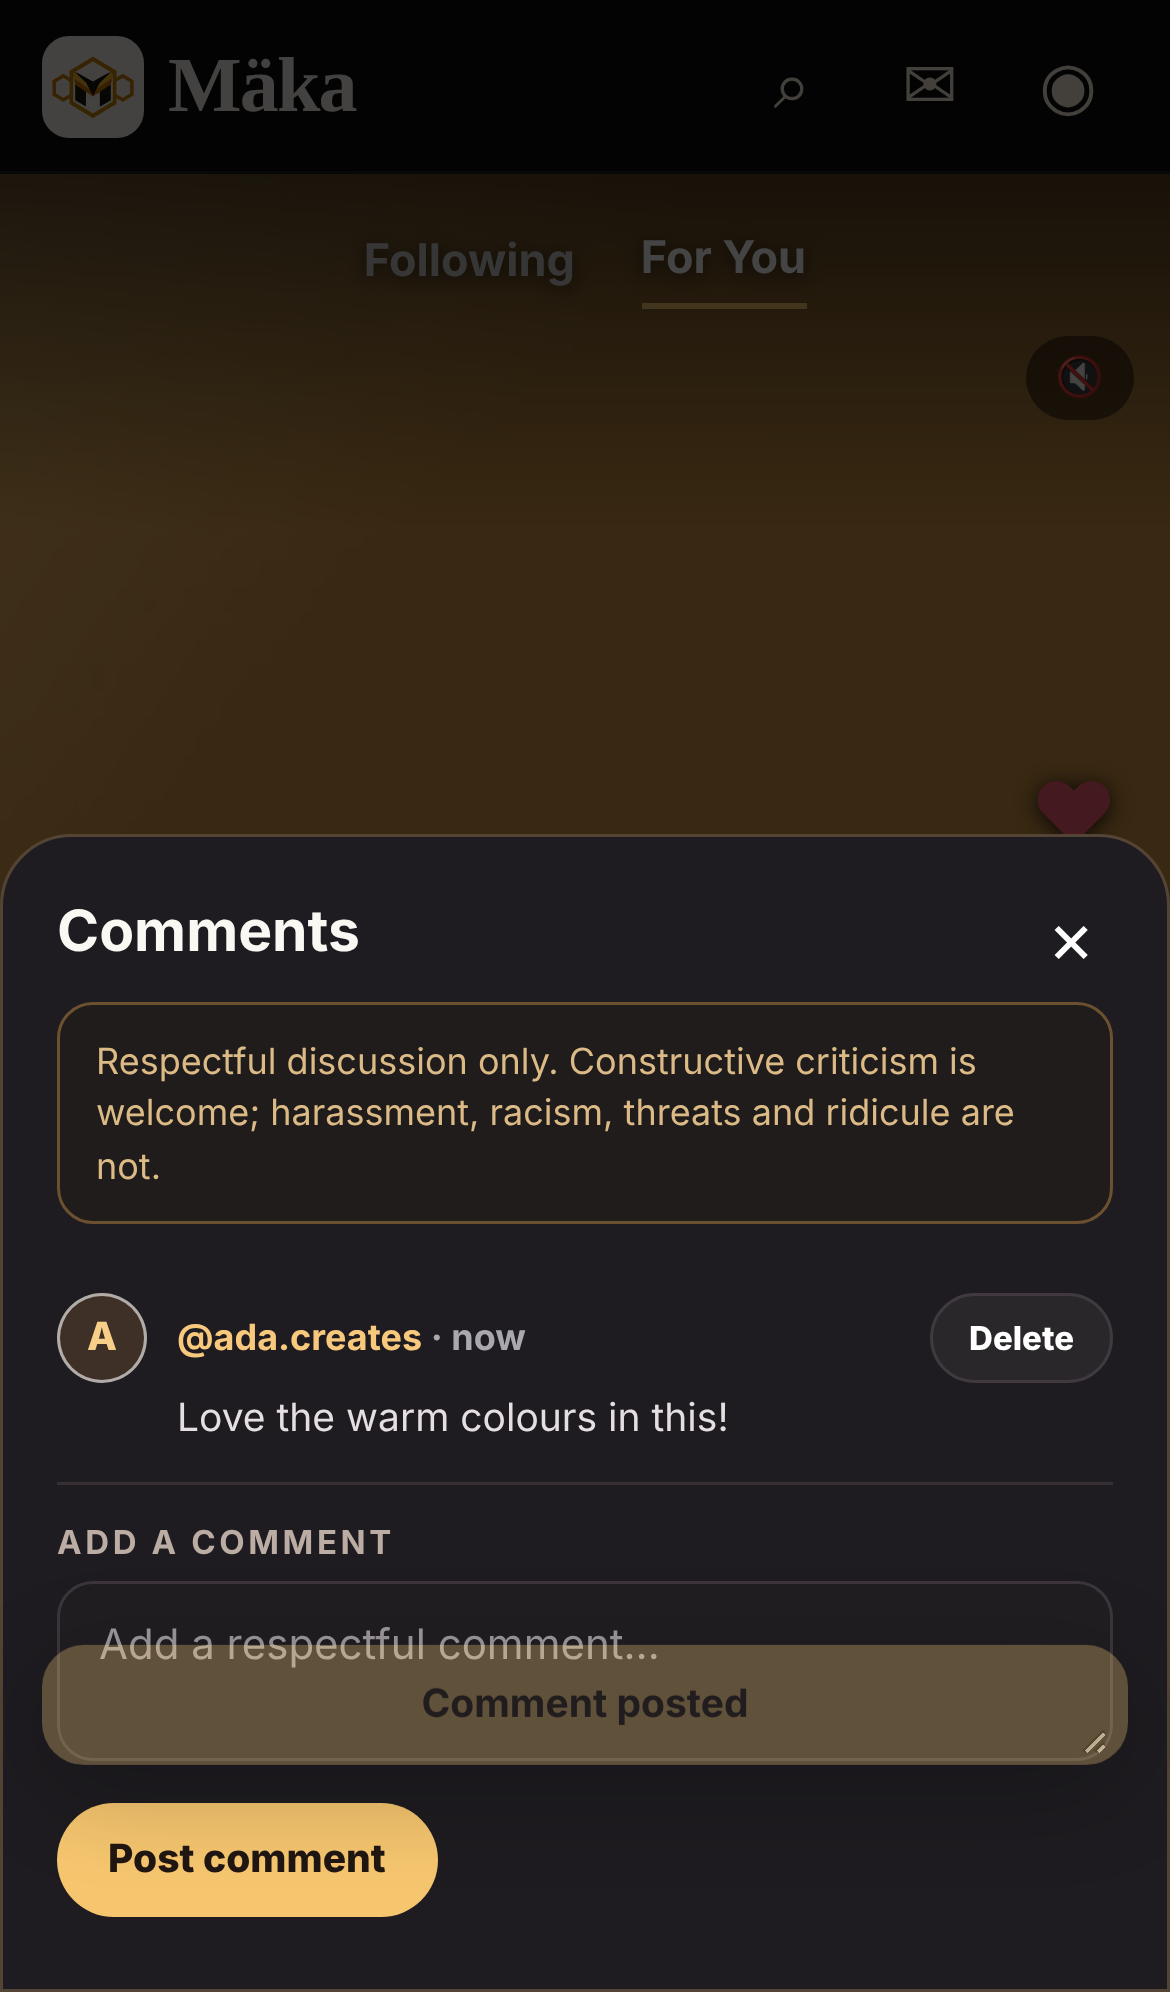 Mäka
Following
For You
Comments
Respectful discussion only. Constructive criticism is
welcome; harassment, racism, threats and ridicule are
not.
A
@ada.creates · now
Delete
Love the warm colours in this!
ADD A COMMENT
Add a respectful comment...
Comment posted
Post comment